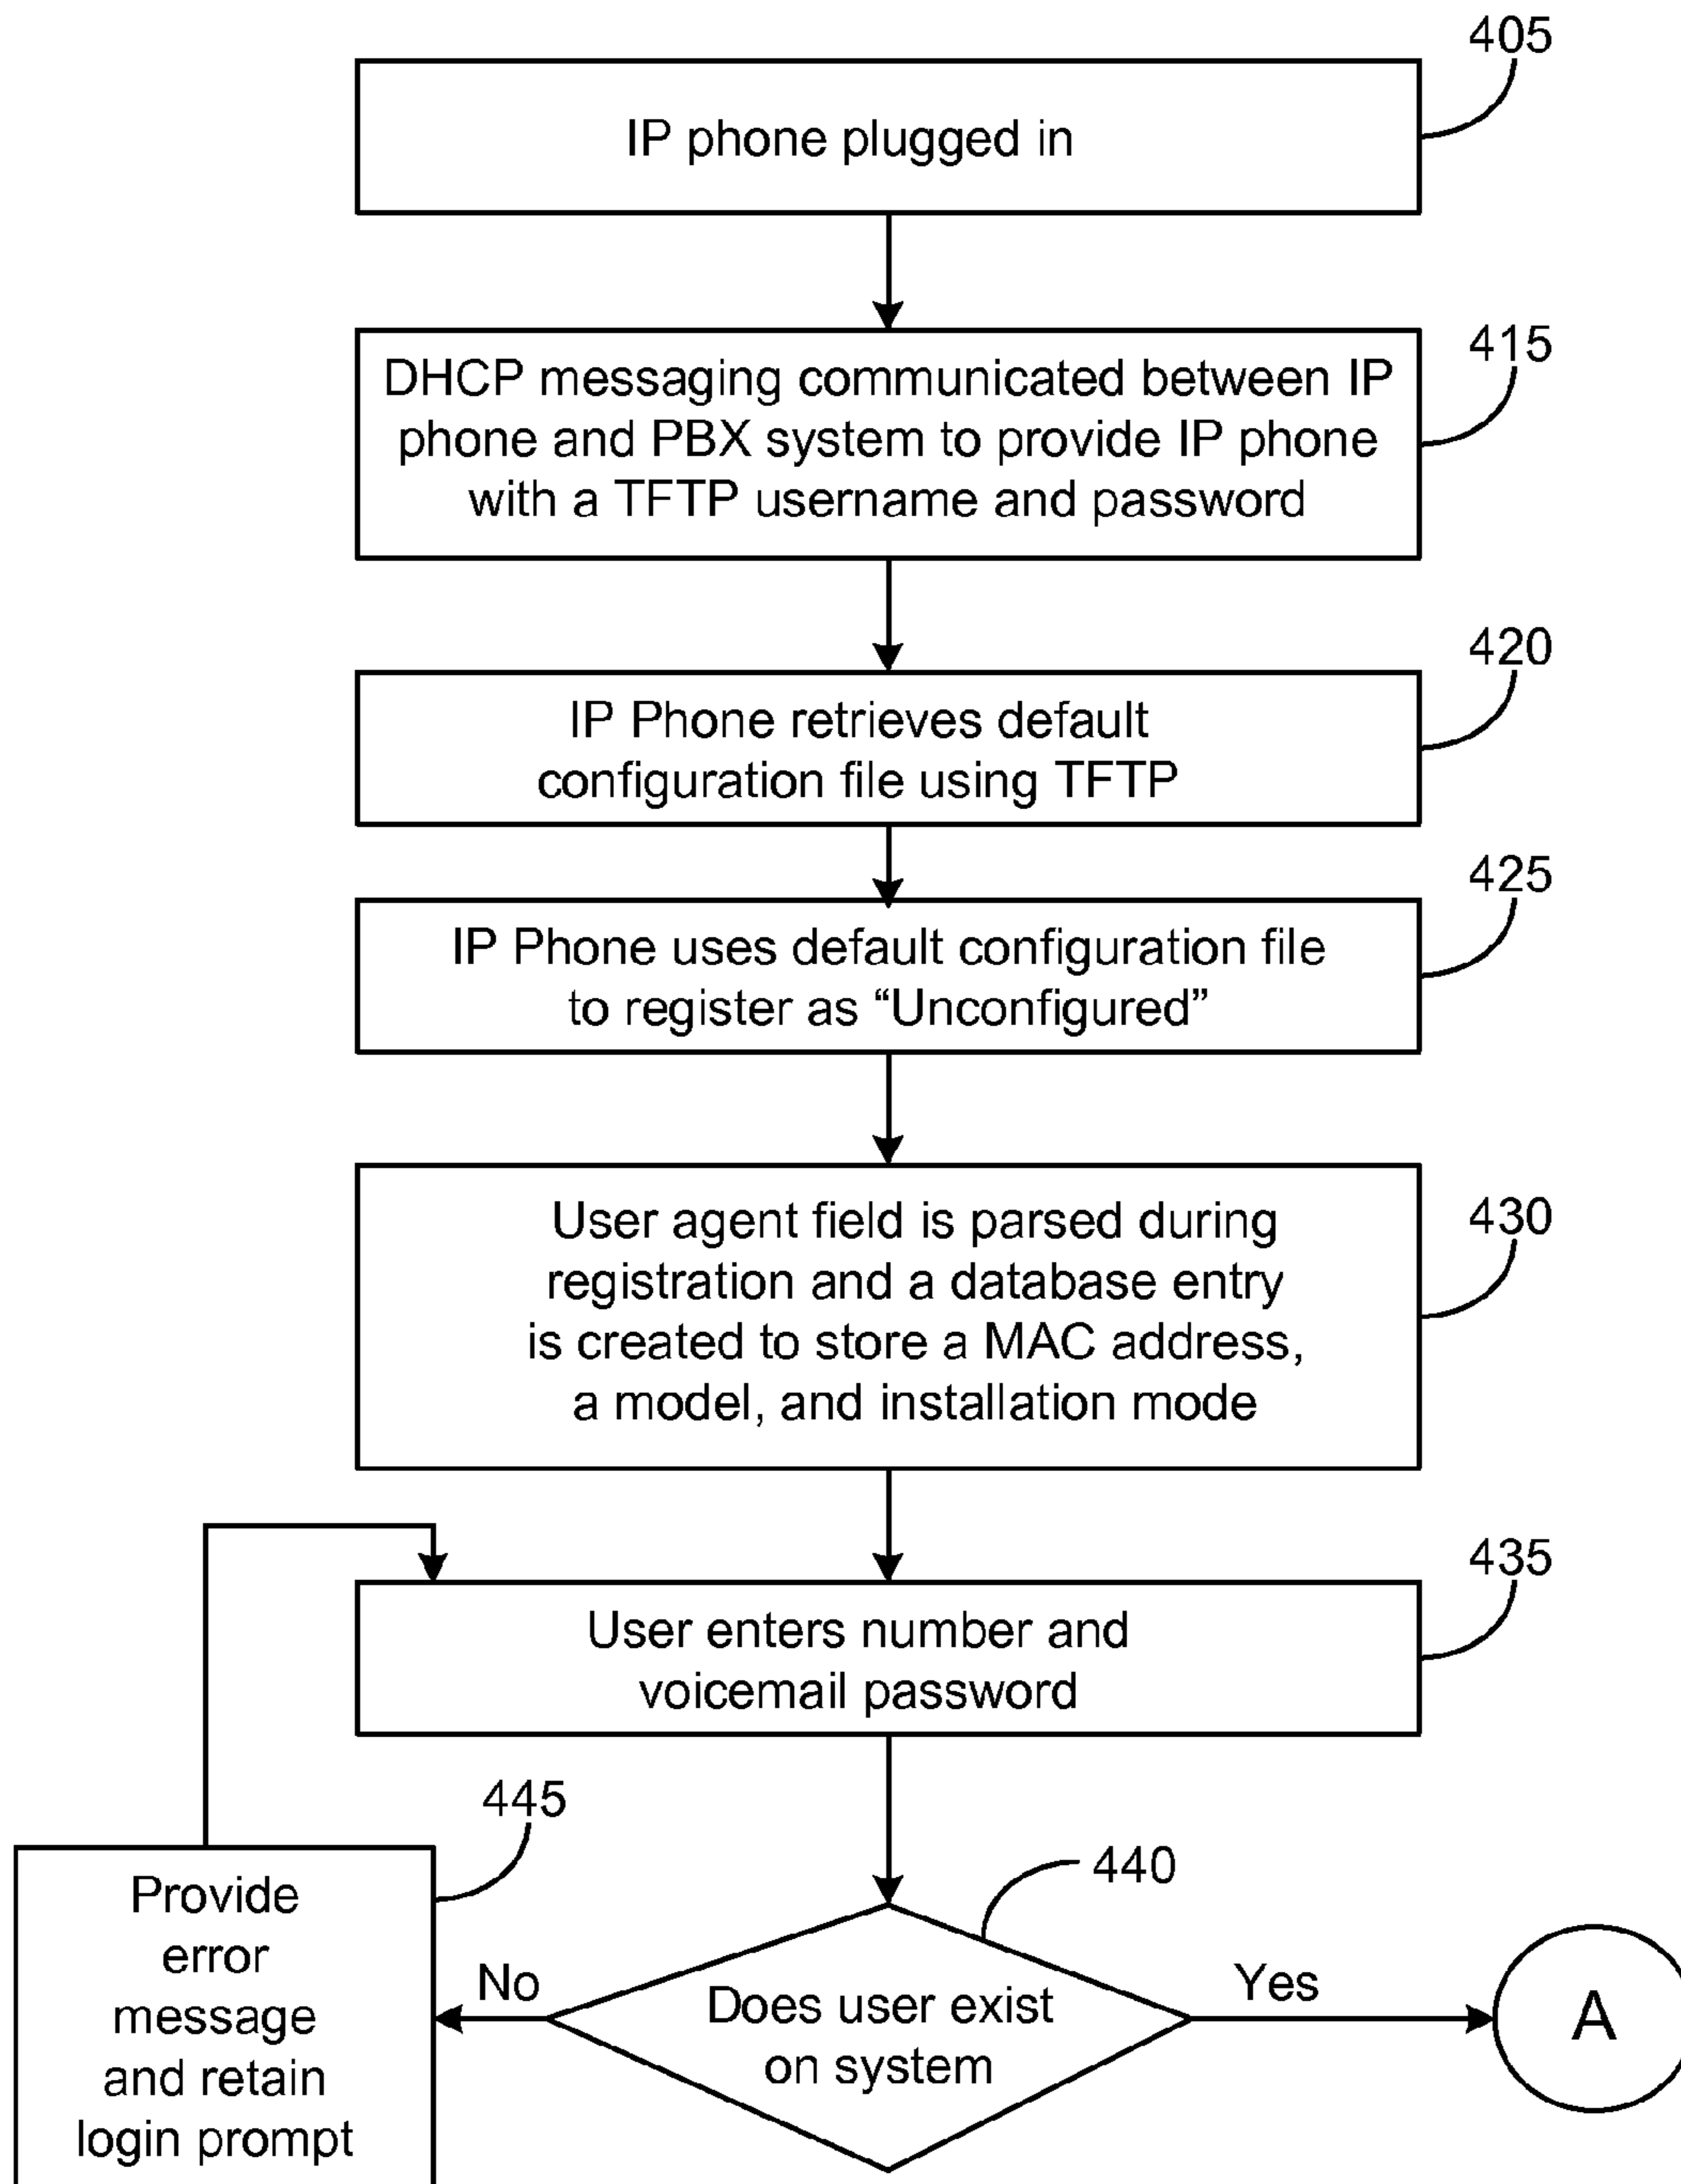 405
IP phone plugged in
415
DHCP messaging communicated between IP
phone and PBX system to provide IP phone
with a TFTP username and password
420
IP Phone retrieves default
configuration file using TFTP
425
IP Phone uses default configuration file
to register as “Unconfigured”
430
User agent field is parsed during
registration and a database entry
is created to store a MAC address,
a model, and installation mode
435
User enters number and
voicemail password
445
Provide
error
message
and retain
login prompt
440
No
Does user exist
on system
Yes
A